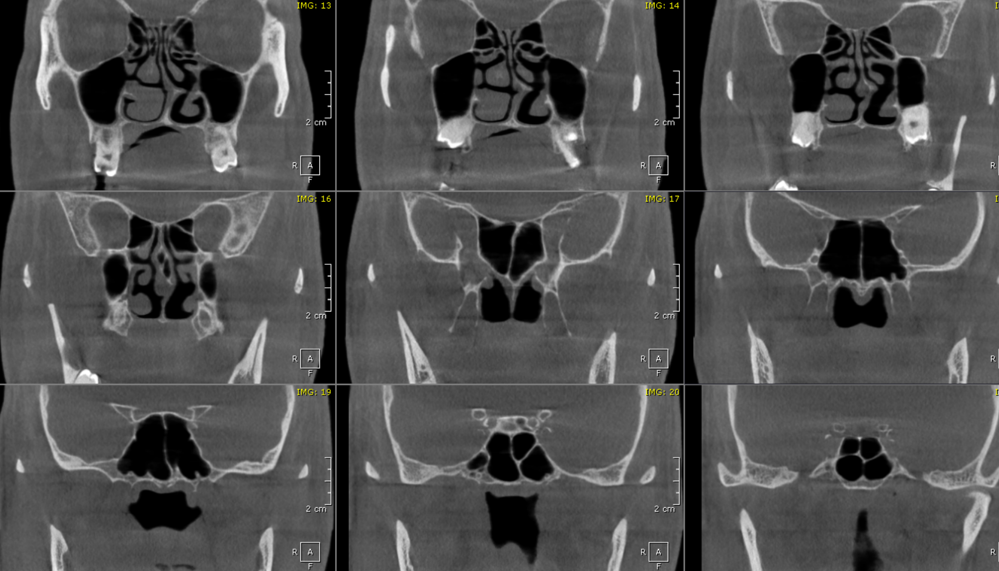 IMG: 13
2 cm
R A
F
IMG: 14
2 cm
R A
F
I
R
IMG: 16
2 cm
R A
F
IMG: 17
2 cm
R A
F
I
R
IMG: 19
2 cm
R A
F
IMG: 20
2 cm
R A
F
I
R